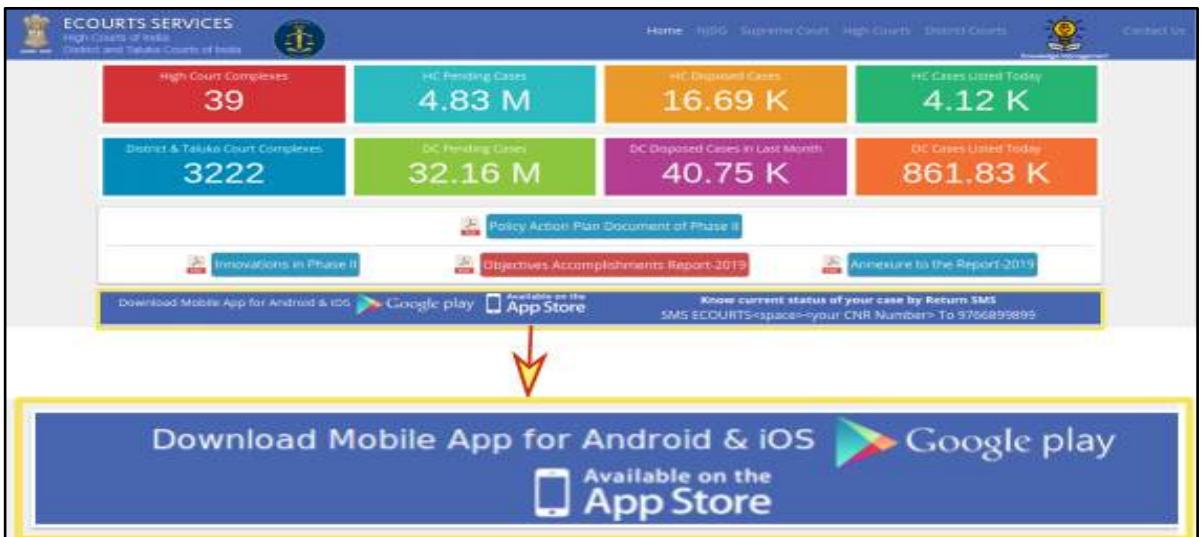 ECOURTS SERVICES
High Courts of India
District and Taluka Courts of India
Home NJDG Supreme Court High Courts District Courts Contact Us
Knowledge Management
High Court Complexes
39
HC Pending Cases
4.83 M
HC Disposed Cases
16.69 K
HC Cases Listed Today
4.12 K
District & Taluka Court Complexes
3222
DC Pending Cases
32.16 M
DC Disposed Cases in Last Month
40.75 K
DC Cases Listed Today
861.83 K
Policy Action Plan Document of Phase II
Innovations in Phase II
Objectives Accomplishments Report-2019
Annexure to the Report-2019
Download Mobile App for Android & iOS Google play Available on the App Store
Know current status of your case by Return SMS
SMS ECOURTS<space><your CNR Number> To 9766899899
Download Mobile App for Android & iOS Google play
Available on the
App Store